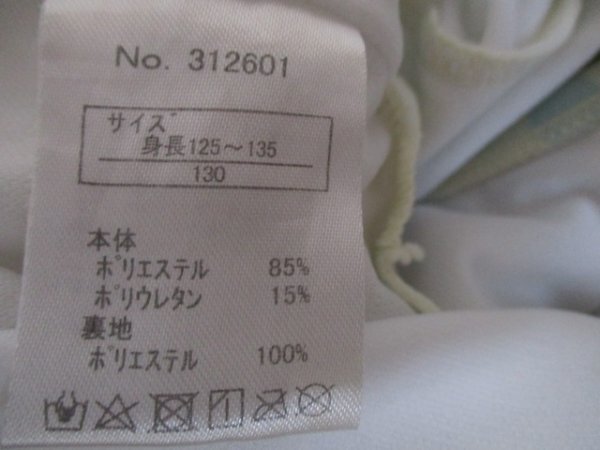 No. 312601
サイズ
身長125～135
130
本体
ポリエステル 85%
ポリウレタン 15%
裏地
ポリエステル 100%